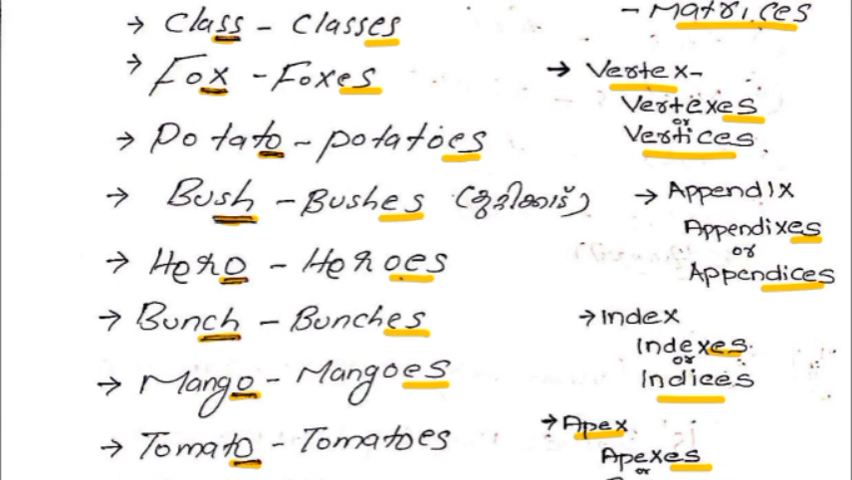 → Class - Classes
→ Fox - Foxes
→ Potato - potatoes
→ Bush - Bushes (കുറ്റിക്കാട്)
→ Hero - Heroes
→ Bunch - Bunches
→ Mango - Mangoes
→ Tomato - Tomatoes
- Matrices
→ Vertex-
Vertexes
or
Vertices
→ Appendix
Appendixes
or
Appendices
→ Index
Indexes
or
Indices
→ Apex
Apexes
or